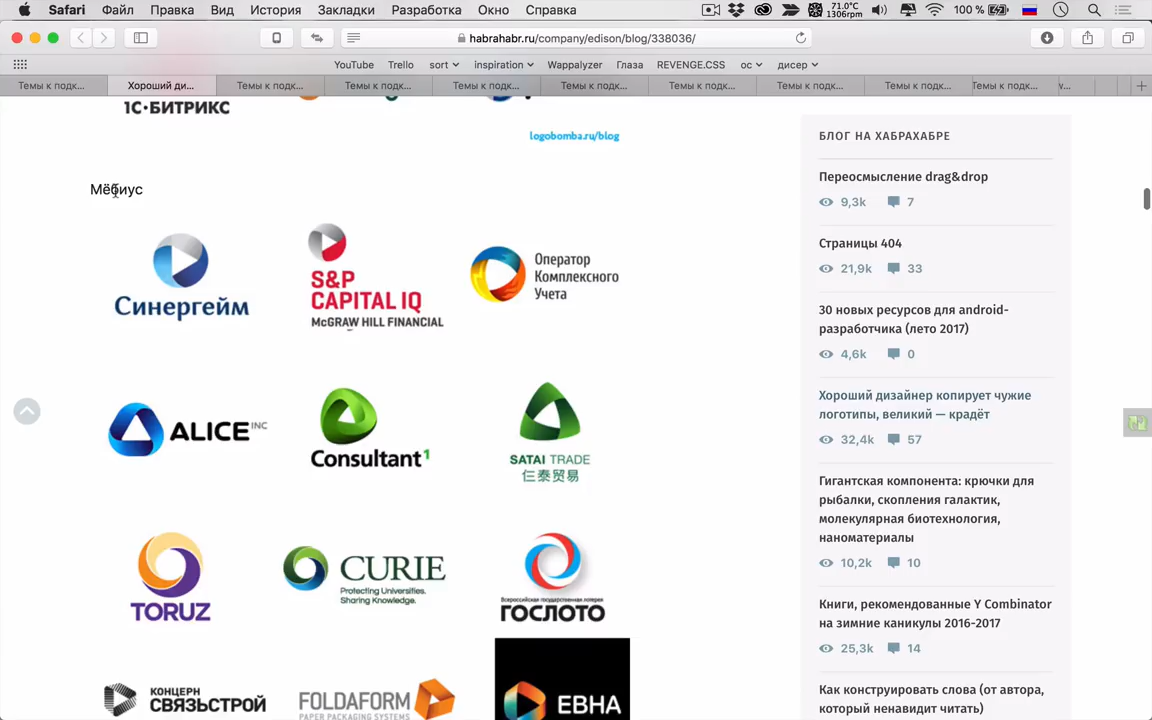 Safari Файл Правка Вид История Закладки Разработка Окно Справка 71.0°C 1306rpm 100 %
habrahabr.ru/company/edison/blog/338036/
YouTube Trello sort inspiration Wappalyzer Глаза REVENGE.CSS ос дисер
Темы к подк... Хороший ди... Темы к подк... Темы к подк... Темы к подк... Темы к подк... Темы к подк... Темы к подк... Темы к подк... Темы к подк...
1С·БИТРИКС
logobomba.ru/blog
Мёбиус
Синергейм
S&P
CAPITAL IQ
McGRAW HILL FINANCIAL
Оператор
Комплексного
Учета
ALICE INC
Consultant1
SATAI TRADE
仨泰贸易
TORUZ
CURIE
Protecting Universities.
Sharing Knowledge.
Всероссийская государственная лотерея
ГОСЛОТО
КОНЦЕРН
СВЯЗЬСТРОЙ
FOLDAFORM
PAPER PACKAGING SYSTEMS
ЕВНА
БЛОГ НА ХАБРАХАБРЕ
Переосмысление drag&drop
9,3k 7
Страницы 404
21,9k 33
30 новых ресурсов для android-
разработчика (лето 2017)
4,6k 0
Хороший дизайнер копирует чужие
логотипы, великий — крадёт
32,4k 57
Гигантская компонента: крючки для
рыбалки, скопления галактик,
молекулярная биотехнология,
наноматериалы
10,2k 10
Книги, рекомендованные Y Combinator
на зимние каникулы 2016-2017
25,3k 14
Как конструировать слова (от автора,
который ненавидит читать)